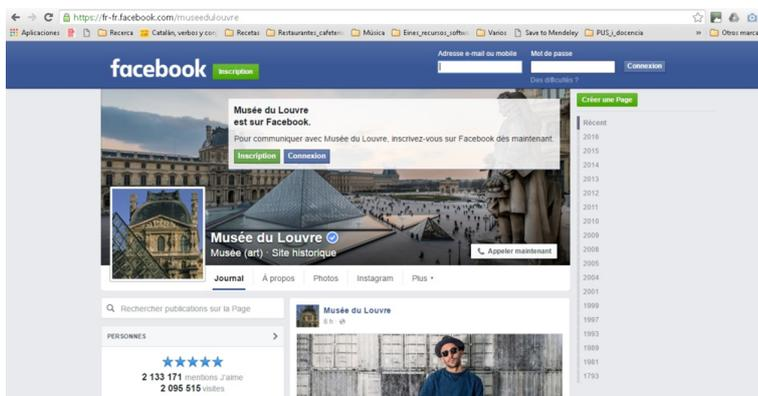 https://fr-fr.facebook.com/museedulouvre
Aplicaciones Recerca Catalán, verbos y conj Recetas Restaurantes_cafeteri Música Eines_recursos_softw Varios Save to Mendeley PUS_i_docencia » Otros marca
facebook Inscription
Adresse e-mail ou mobile Mot de passe
Connexion
Des difficultés ?
Musée du Louvre
est sur Facebook.
Pour communiquer avec Musée du Louvre, inscrivez-vous sur Facebook dès maintenant.
Inscription Connexion
Musée du Louvre
Musée (art) · Site historique
Appeler maintenant
Journal À propos Photos Instagram Plus
Rechercher publications sur la Page
PERSONNES
2 133 171 mentions J'aime
2 095 515 visites
Musée du Louvre
6 h ·
Créer une Page
Récent
2016
2015
2014
2013
2012
2011
2010
2009
2008
2005
2004
2001
1999
1997
1993
1989
1981
1793